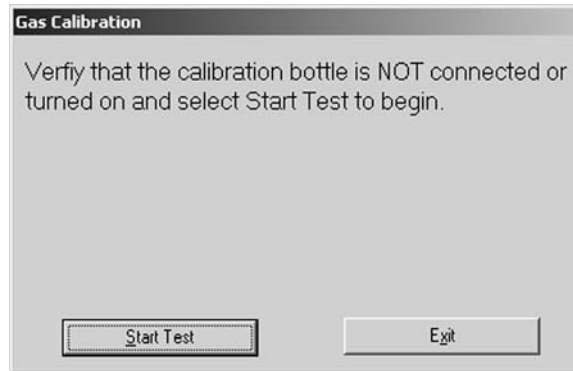 Gas Calibration
Verfiy that the calibration bottle is NOT connected or
turned on and select Start Test to begin.
Start Test
Exit